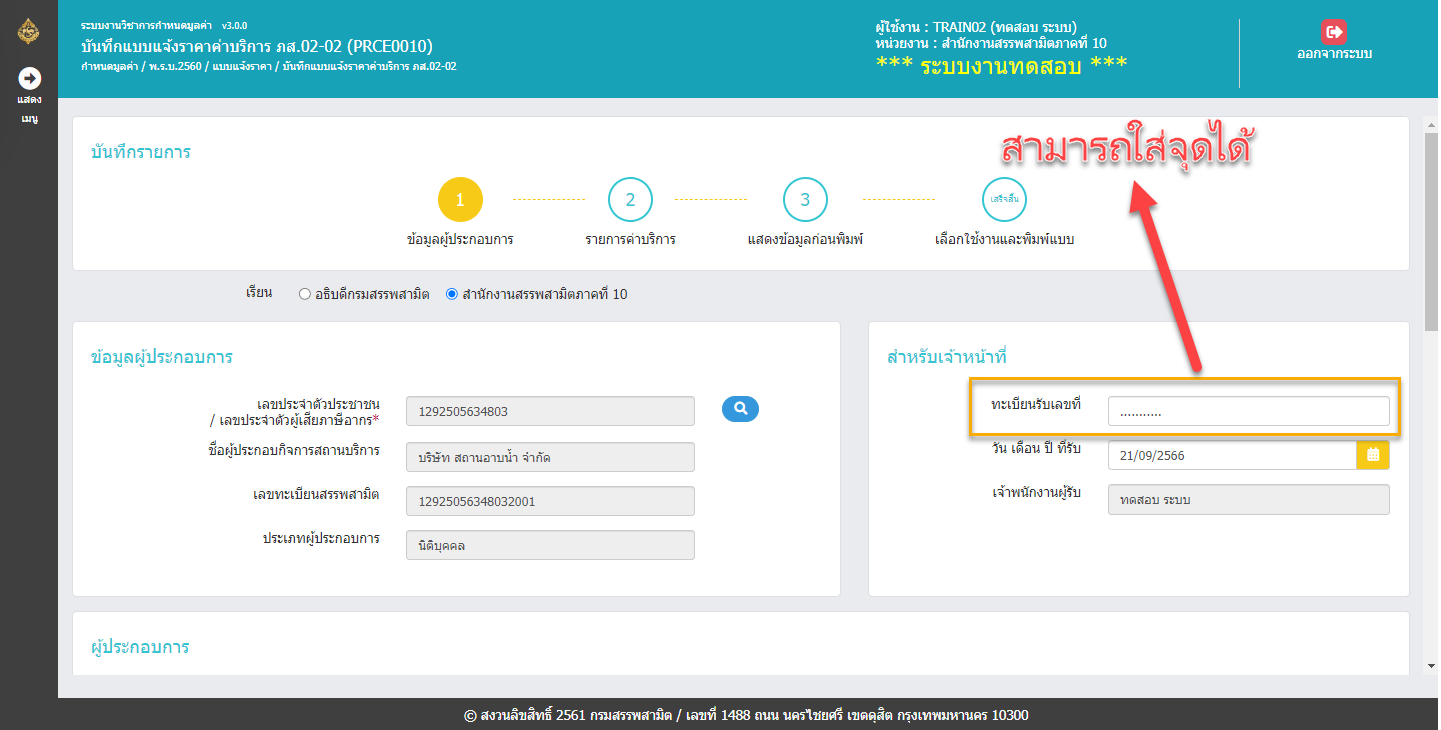 ระบบงานวิชาการกำหนดมูลค่า v3.0.0
บันทึกแบบแจ้งราคาค่าบริการ ภส.02-02 (PRCE0010)
กำหนดมูลค่า / พ.ร.บ.2560 / แบบแจ้งราคา / บันทึกแบบแจ้งราคาค่าบริการ ภส.02-02
ผู้ใช้งาน : TRAIN02 (ทดสอบ ระบบ)
หน่วยงาน : สำนักงานสรรพสามิตภาคที่ 10
*** ระบบงานทดสอบ ***
ออกจากระบบ
แสดง
เมนู
สามารถใส่จุดได้
บันทึกรายการ
1
2
3
เสร็จสิ้น
ข้อมูลผู้ประกอบการ
รายการค่าบริการ
แสดงข้อมูลก่อนพิมพ์
เลือกใช้งานและพิมพ์แบบ
เรียน อธิบดีกรมสรรพสามิต สำนักงานสรรพสามิตภาคที่ 10
ข้อมูลผู้ประกอบการ
เลขประจำตัวประชาชน
/ เลขประจำตัวผู้เสียภาษีอากร*
1292505634803
ชื่อผู้ประกอบกิจการสถานบริการ
บริษัท สถานอาบน้ำ จำกัด
เลขทะเบียนสรรพสามิต
12925056348032001
ประเภทผู้ประกอบการ
นิติบุคคล
สำหรับเจ้าหน้าที่
ทะเบียนรับเลขที่
...........
วัน เดือน ปี ที่รับ
21/09/2566
เจ้าพนักงานผู้รับ
ทดสอบ ระบบ
ผู้ประกอบการ
© สงวนลิขสิทธิ์ 2561 กรมสรรพสามิต / เลขที่ 1488 ถนน นครไชยศรี เขตดุสิต กรุงเทพมหานคร 10300